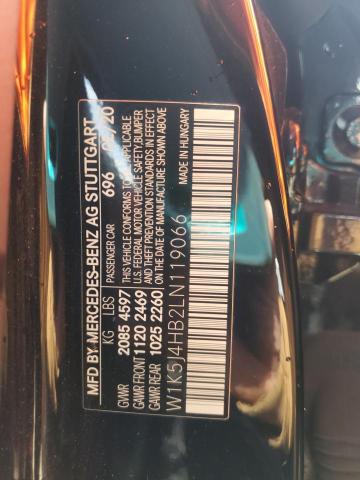 MFD BY MERCEDES-BENZ AG STUTTGART
PASSENGER CAR 696 /20
KG LBS
GVWR 2085 4597
GAWR FRONT 1120 2469
GAWR REAR 1025 2260
THIS VEHICLE CONFORMS TO APPLICABLE
U.S. FEDERAL MOTOR VEHICLE SAFETY, BUMPER
AND THEFT PREVENTION STANDARDS IN EFFECT
ON THE DATE OF MANUFACTURE SHOWN ABOVE
W1K5J4HB2LN119066
MADE IN HUNGARY